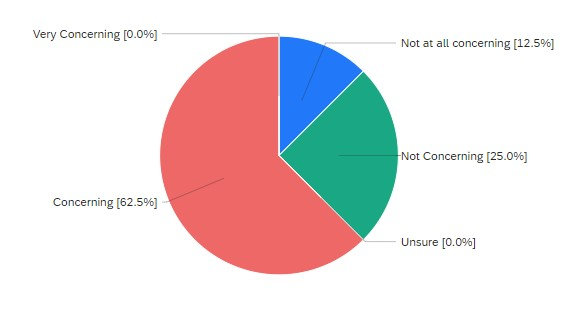 Very Concerning [0.0%]
Not at all concerning [12.5%]
Not Concerning [25.0%]
Concerning [62.5%]
Unsure [0.0%]